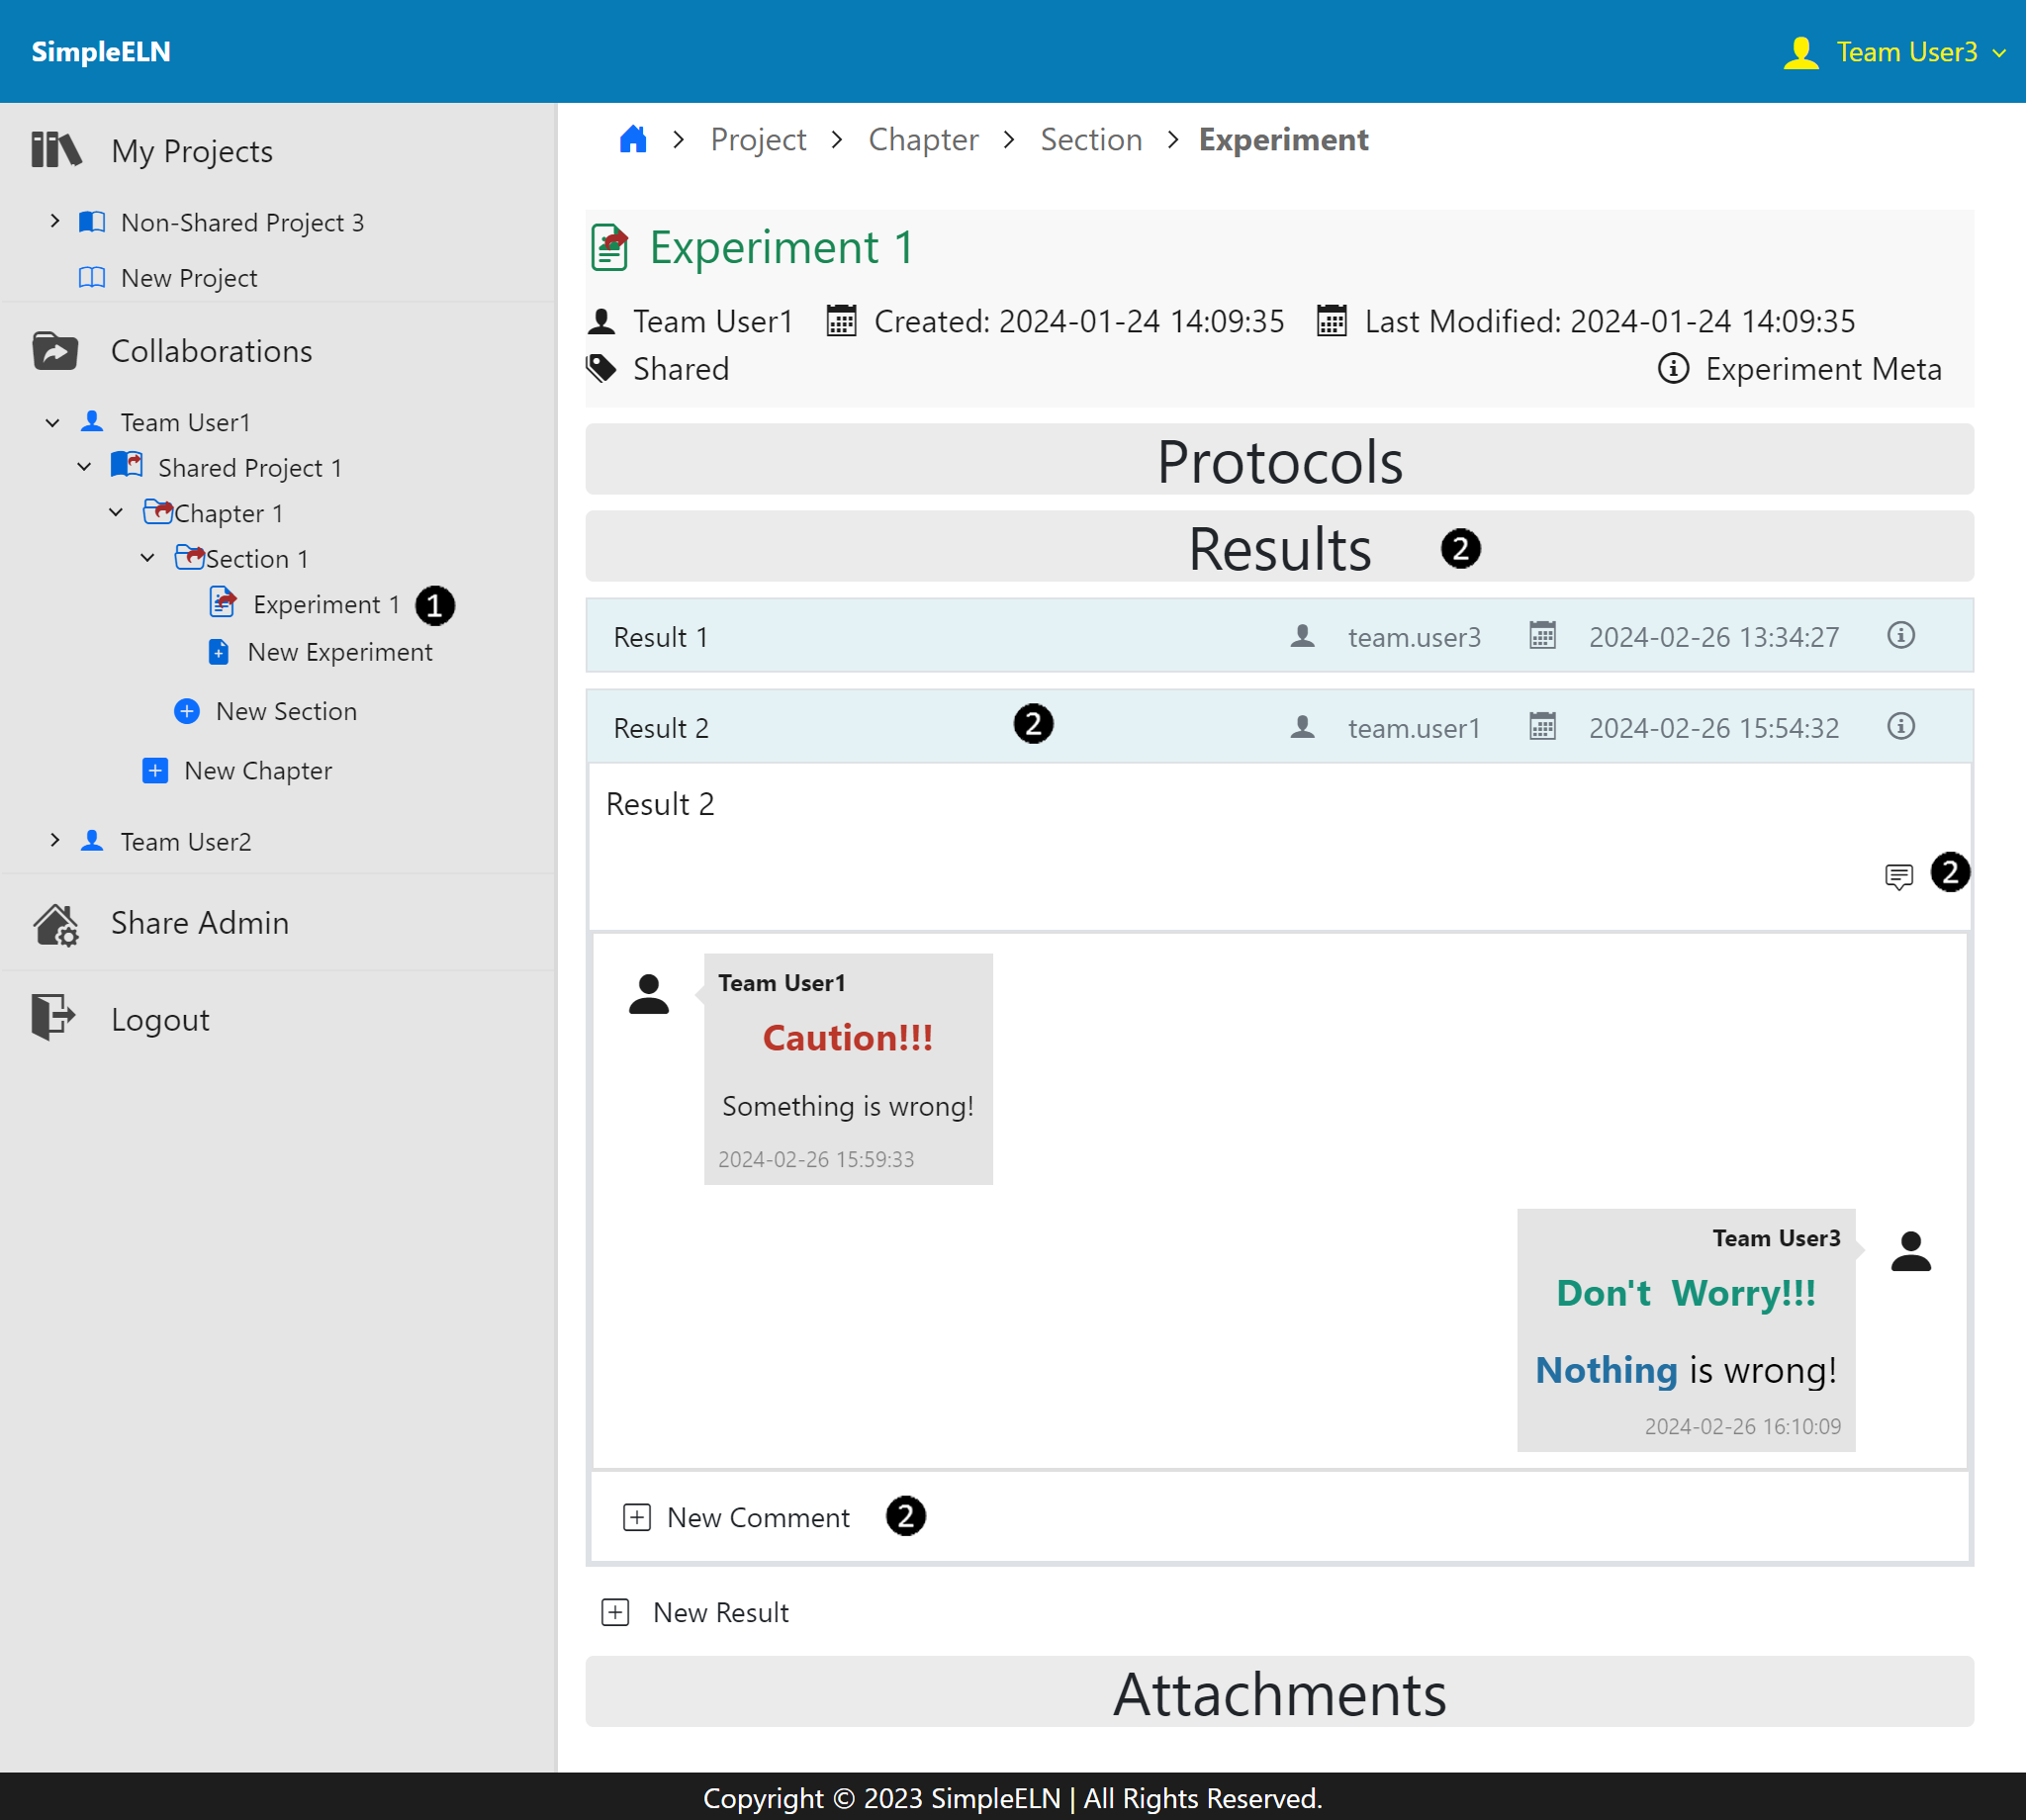 SimpleELN
Team User3
My Projects
Non-Shared Project 3
New Project
Collaborations
Team User1
Shared Project 1
Chapter 1
Section 1
Experiment 1 1
New Experiment
New Section
New Chapter
Team User2
Share Admin
Logout
Project > Chapter > Section > Experiment
Experiment 1
Team User1 Created: 2024-01-24 14:09:35 Last Modified: 2024-01-24 14:09:35
Shared Experiment Meta
Protocols
Results 2
Result 1 team.user3 2024-02-26 13:34:27
Result 2 2 team.user1 2024-02-26 15:54:32
Result 2
2
Team User1
Caution!!!
Something is wrong!
2024-02-26 15:59:33
Team User3
Don't Worry!!!
Nothing is wrong!
2024-02-26 16:10:09
New Comment 2
New Result
Attachments
Copyright © 2023 SimpleELN | All Rights Reserved.